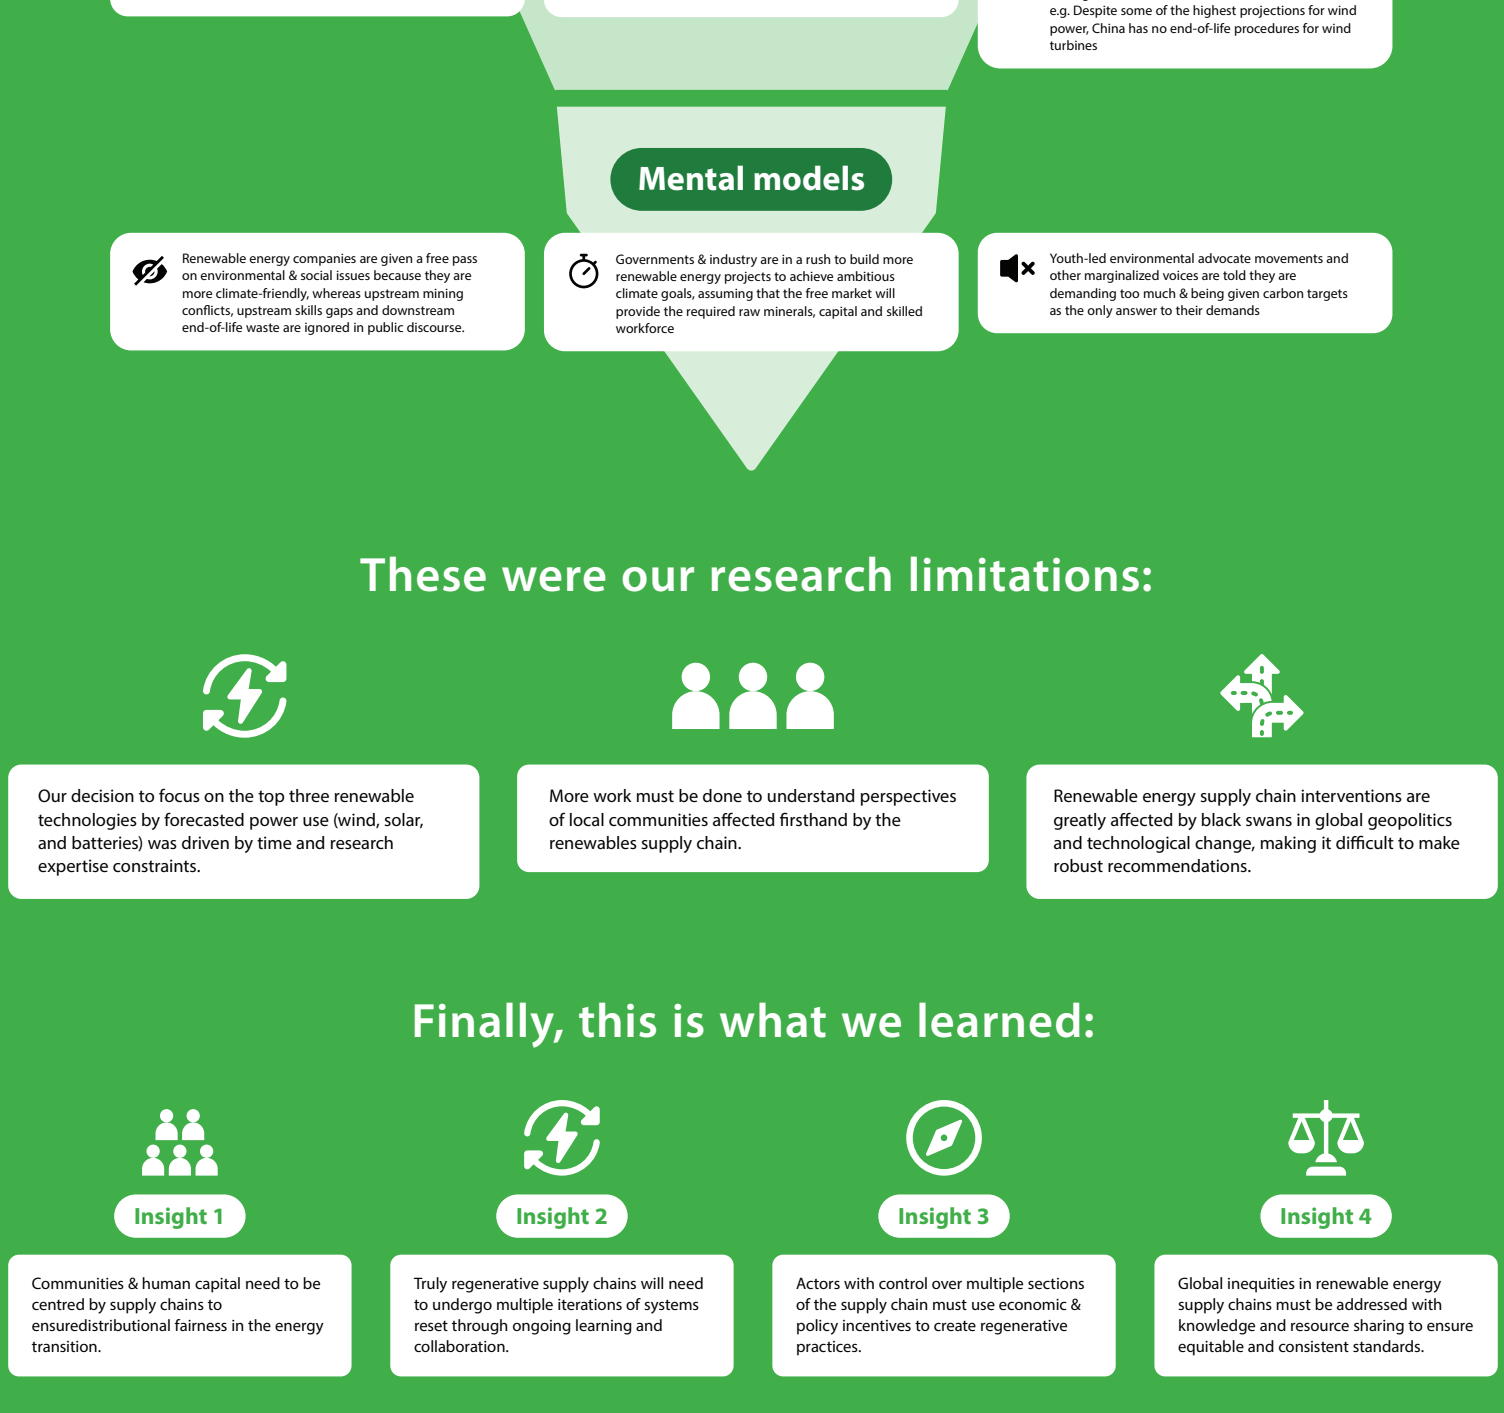 e.g. Despite some of the highest projections for wind
power, China has no end-of-life procedures for wind
turbines
Mental models
Renewable energy companies are given a free pass
on environmental & social issues because they are
more climate-friendly, whereas upstream mining
conflicts, upstream skills gaps and downstream
end-of-life waste are ignored in public discourse.
Governments & industry are in a rush to build more
renewable energy projects to achieve ambitious
climate goals, assuming that the free market will
provide the required raw minerals, capital and skilled
workforce
Youth-led environmental advocate movements and
other marginalized voices are told they are
demanding too much & being given carbon targets
as the only answer to their demands
These were our research limitations:
Our decision to focus on the top three renewable
technologies by forecasted power use (wind, solar,
and batteries) was driven by time and research
expertise constraints.
More work must be done to understand perspectives
of local communities affected firsthand by the
renewables supply chain.
Renewable energy supply chain interventions are
greatly affected by black swans in global geopolitics
and technological change, making it difficult to make
robust recommendations.
Finally, this is what we learned:
Insight 1
Communities & human capital need to be
centred by supply chains to
ensuredistributional fairness in the energy
transition.
Insight 2
Truly regenerative supply chains will need
to undergo multiple iterations of systems
reset through ongoing learning and
collaboration.
Insight 3
Actors with control over multiple sections
of the supply chain must use economic &
policy incentives to create regenerative
practices.
Insight 4
Global inequities in renewable energy
supply chains must be addressed with
knowledge and resource sharing to ensure
equitable and consistent standards.